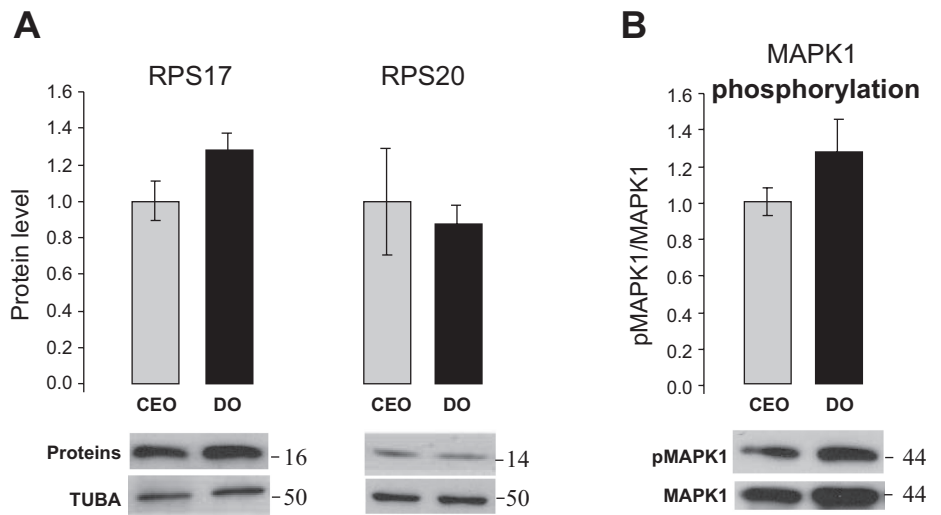 A
RPS17
RPS20
Protein level
1.6
1.4
1.2
1.0
0.8
0.6
0.4
0.2
0.0
CEO DO
CEO DO
Proteins
-16
-14
TUBA
-50
-50
B
MAPK1
phosphorylation
pMAPK1/MAPK1
1.6
1.4
1.2
1.0
0.8
0.6
0.4
0.2
0.0
CEO DO
pMAPK1
- 44
MAPK1
- 44